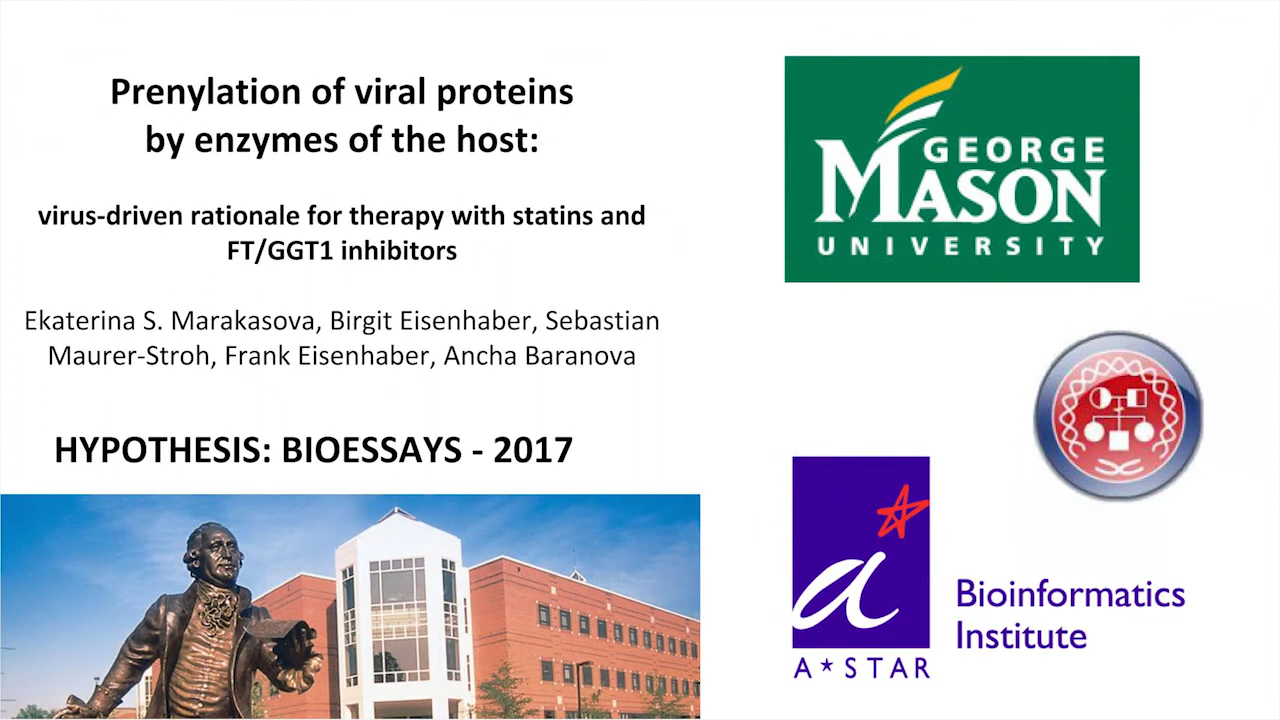 Prenylation of viral proteins
by enzymes of the host:
virus-driven rationale for therapy with statins and
FT/GGT1 inhibitors
Ekaterina S. Marakasova, Birgit Eisenhaber, Sebastian
Maurer-Stroh, Frank Eisenhaber, Ancha Baranova
HYPOTHESIS: BIOESSAYS - 2017
GEORGE
MASON
UNIVERSITY
a
A★STAR
Bioinformatics
Institute